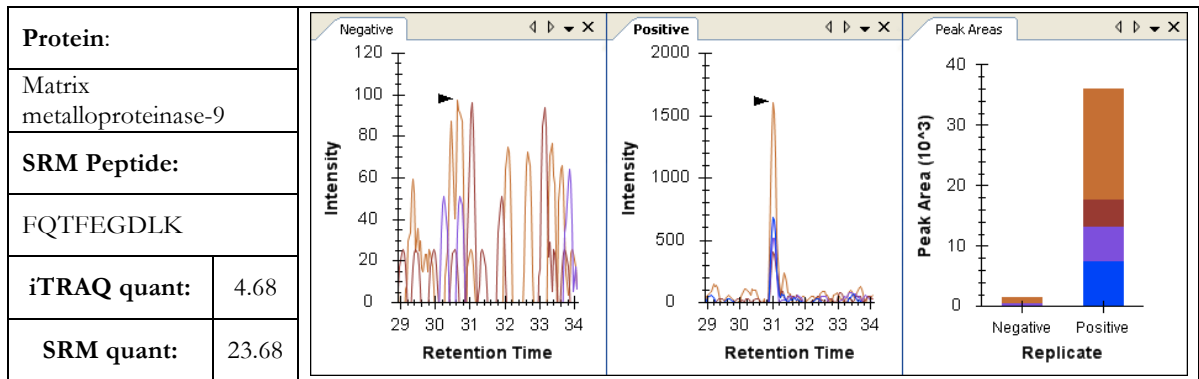 Protein:
Matrix
metalloproteinase-9
SRM Peptide:
FQTFEGDLK
iTRAQ quant: 4.68
SRM quant: 23.68
Negative
120
100
80
60
40
20
0
Intensity
29 30 31 32 33 34
Retention Time
Positive
2000
1500
1000
500
0
Intensity
29 30 31 32 33 34
Retention Time
Peak Areas
40
30
20
10
0
Peak Area (10^3)
Negative Positive
Replicate